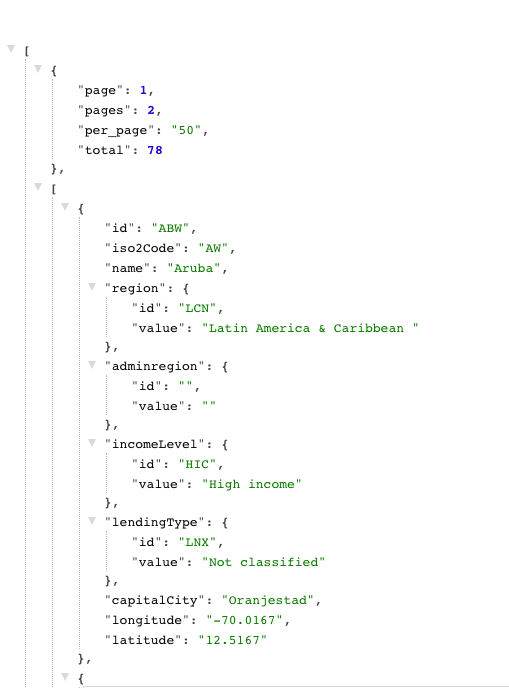 [
{
"page": 1,
"pages": 2,
"per_page": "50",
"total": 78
},
[
{
"id": "ABW",
"iso2Code": "AW",
"name": "Aruba",
"region": {
"id": "LCN",
"value": "Latin America & Caribbean "
},
"adminregion": {
"id": "",
"value": ""
},
"incomeLevel": {
"id": "HIC",
"value": "High income"
},
"lendingType": {
"id": "LNX",
"value": "Not classified"
},
"capitalCity": "Oranjestad",
"longitude": "-70.0167",
"latitude": "12.5167"
},
{